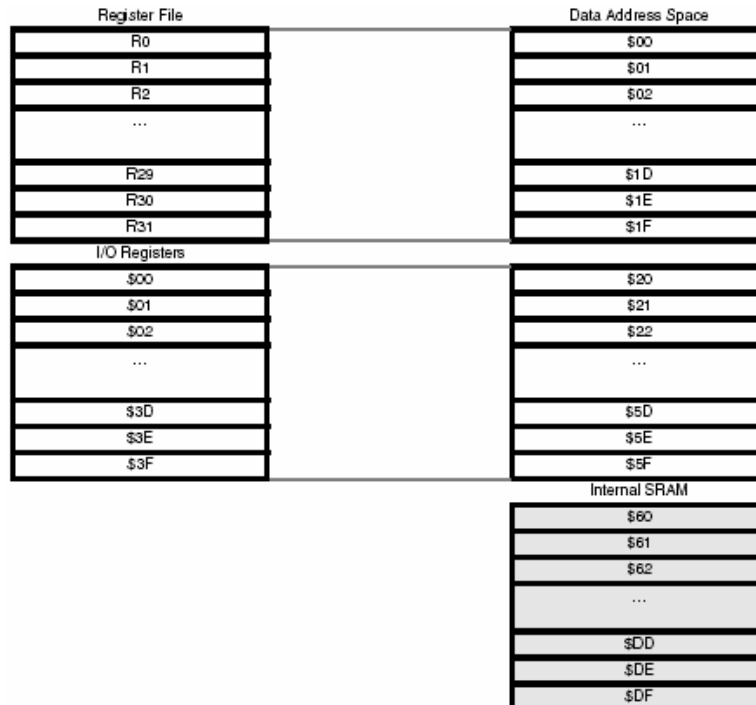 Register File
Data Address Space
R0
$00
R1
$01
R2
$02
...
...
R29
$1D
R30
$1E
R31
$1F
I/O Registers
$00
$20
$01
$21
$02
$22
...
...
$3D
$5D
$3E
$5E
$3F
$5F
Internal SRAM
$60
$61
$62
...
$DD
$DE
$DF